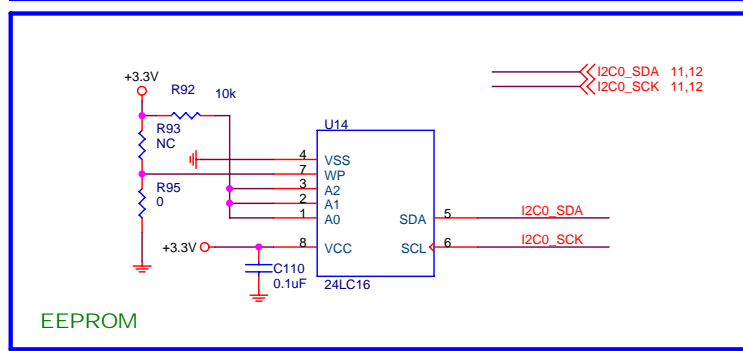 +3.3V
R92
10k
I2C0_SDA 11,12
I2C0_SCK 11,12
R93
NC
U14
4
VSS
7
WP
R95
0
3
A2
2
A1
1
A0
SDA
5
I2C0_SDA
+3.3V
8
VCC
SCL
6
I2C0_SCK
C110
0.1uF
24LC16
EEPROM